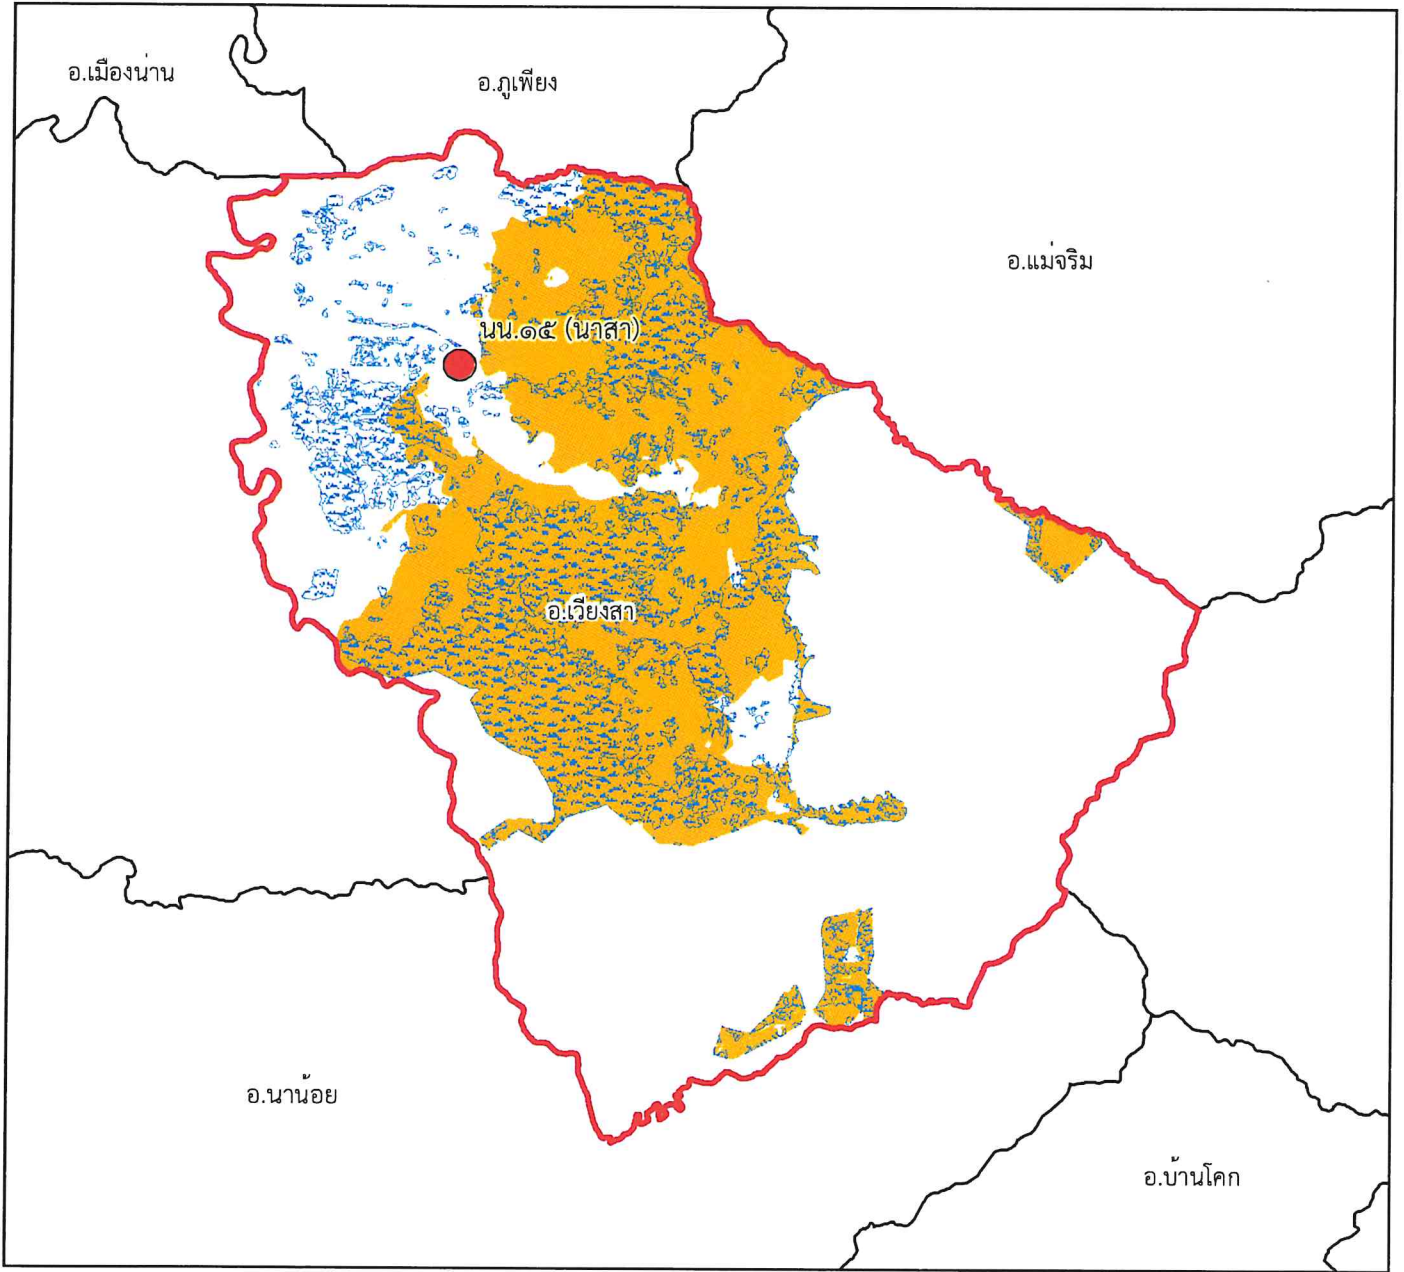 อ.เมืองน่าน
อ.ภูเพียง
อ.แม่จริม
นน.๑๕ (นาสา)
อ.เวียงสา
อ.นาน้อย
อ.บ้านโคก